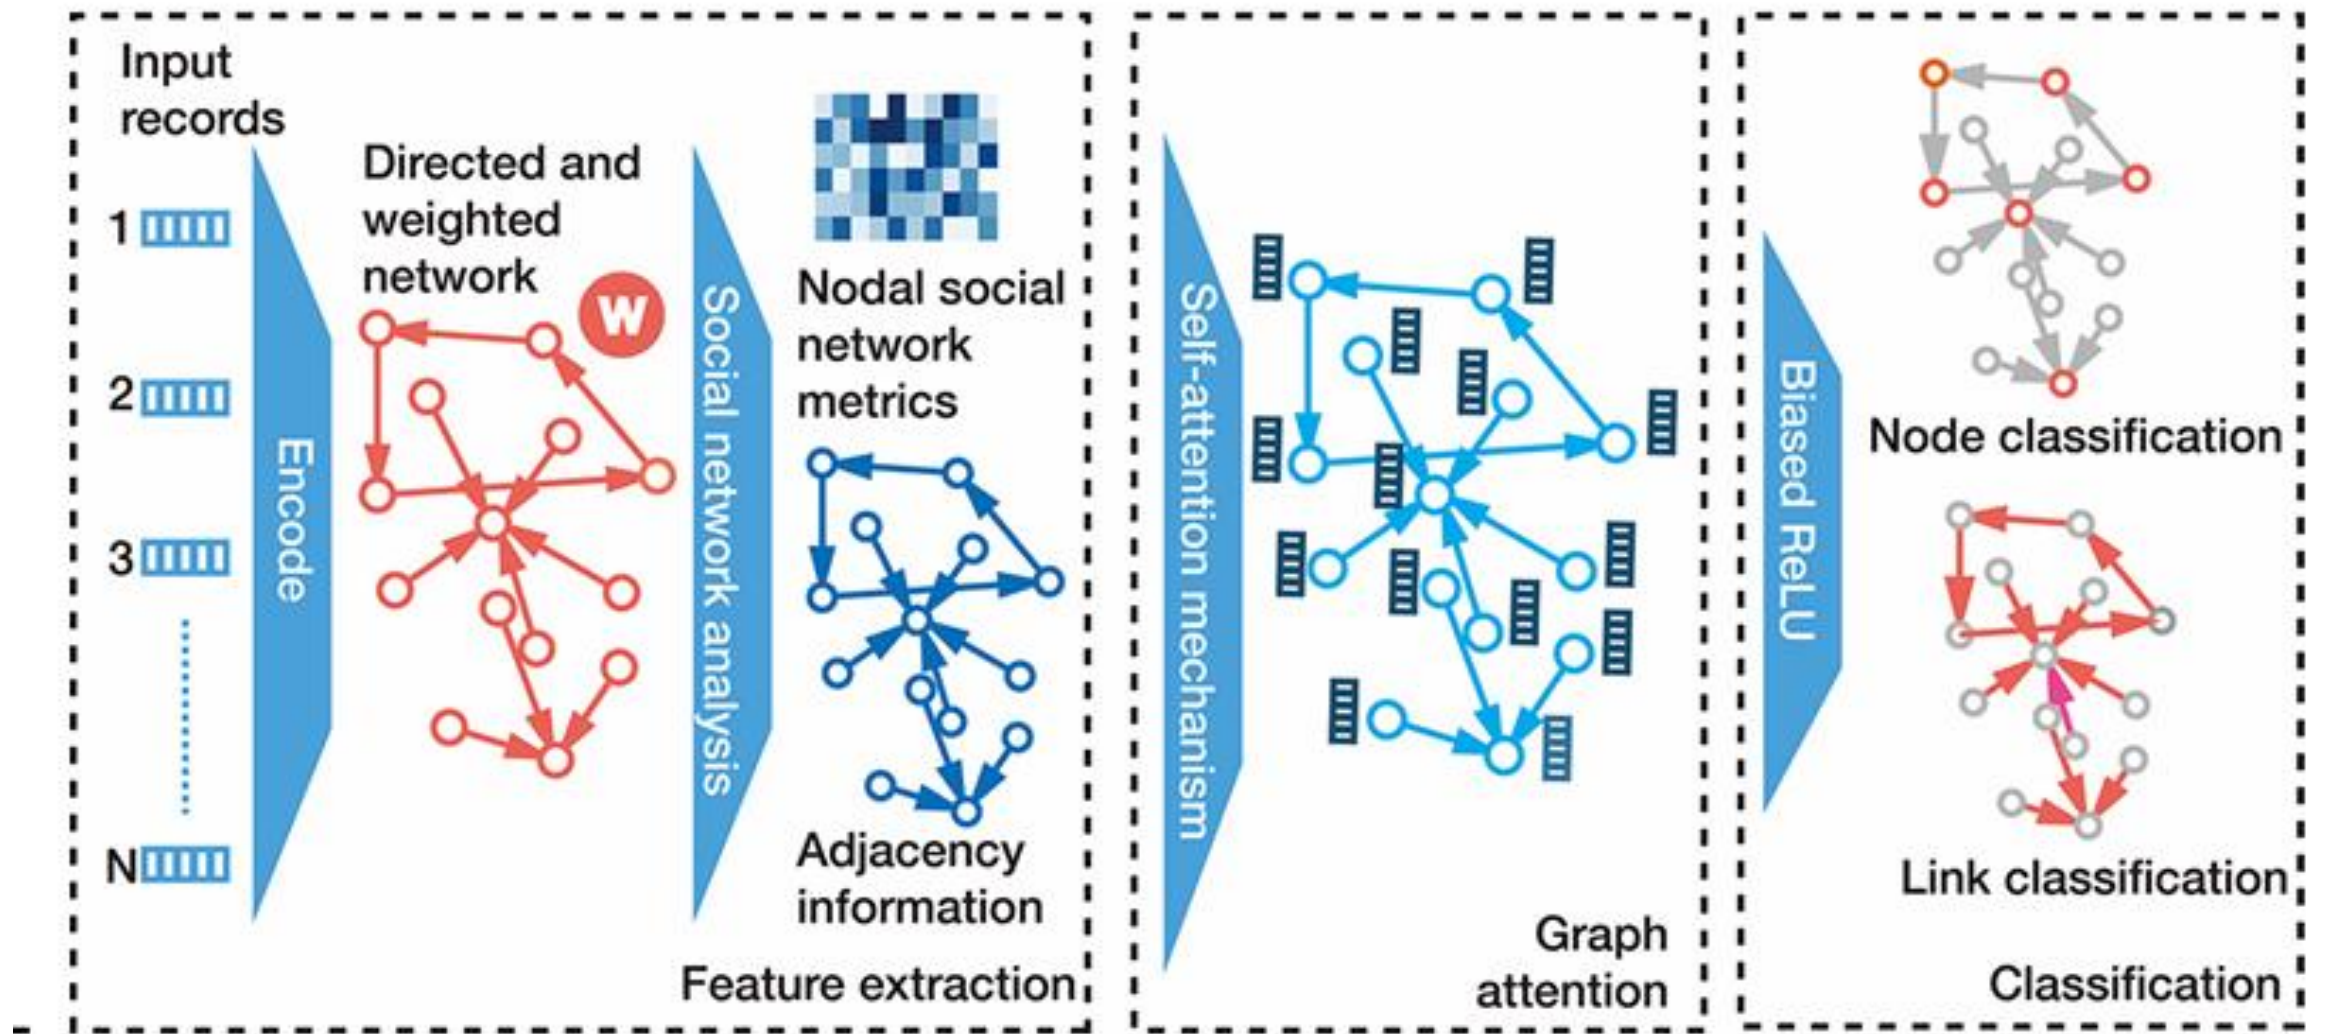 Input
records
1
2
3
N
Encode
Directed and
weighted
network
W
Social network analysis
Nodal social
network
metrics
Adjacency
information
Feature extraction
Self-attention mechanism
Graph
attention
Biased ReLU
Node classification
Link classification
Classification